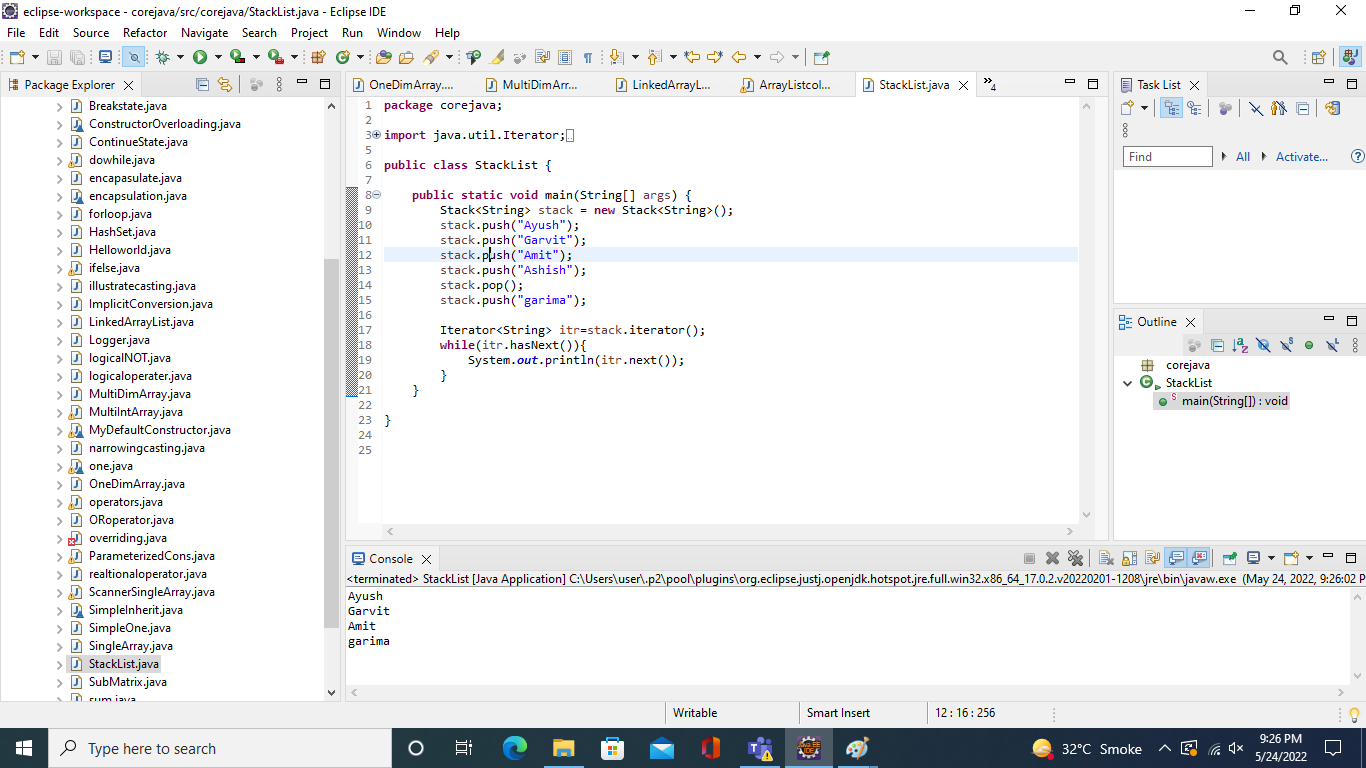 eclipse-workspace - corejava/src/corejava/StackList.java - Eclipse IDE
File Edit Source Refactor Navigate Search Project Run Window Help
Package Explorer
Breakstate.java
ConstructorOverloading.java
ContinueState.java
dowhile.java
encapasulate.java
encapsulation.java
forloop.java
HashSet.java
Helloworld.java
ifelse.java
illustratecasting.java
ImplicitConversion.java
LinkedArrayList.java
Logger.java
logicalNOT.java
logicaloperater.java
MultiDimArray.java
MultiIntArray.java
MyDefaultConstructor.java
narrowingcasting.java
one.java
OneDimArray.java
operators.java
ORoperator.java
overriding.java
ParameterizedCons.java
realtionaloperator.java
ScannerSingleArray.java
SimpleInherit.java
SimpleOne.java
SingleArray.java
StackList.java
SubMatrix.java
sum.java
OneDimArray.... MultiDimArr... LinkedArrayL... ArrayListcol... StackList.java »4
1 package corejava;
2
3 import java.util.Iterator;
5
6 public class StackList {
7
8 public static void main(String[] args) {
9 Stack<String> stack = new Stack<String>();
10 stack.push("Ayush");
11 stack.push("Garvit");
12 stack.push("Amit");
13 stack.push("Ashish");
14 stack.pop();
15 stack.push("garima");
16
17 Iterator<String> itr=stack.iterator();
18 while(itr.hasNext()){
19 System.out.println(itr.next());
20 }
21 }
22
23 }
24
25
Task List
Find All Activate...
Outline
corejava
StackList
main(String[]) : void
Console
<terminated> StackList [Java Application] C:\Users\user\.p2\pool\plugins\org.eclipse.justj.openjdk.hotspot.jre.full.win32.x86_64_17.0.2.v20220201-1208\jre\bin\javaw.exe (May 24, 2022, 9:26:02 P
Ayush
Garvit
Amit
garima
Writable Smart Insert 12 : 16 : 256
Type here to search
32°C Smoke
9:26 PM
5/24/2022